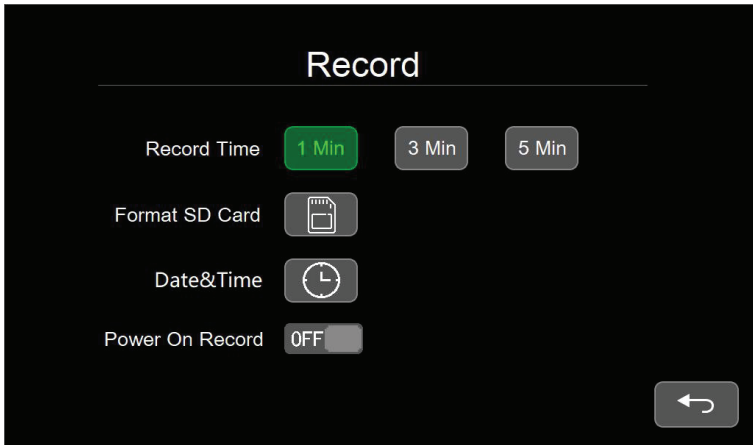 Record
Record Time 1 Min 3 Min 5 Min
Format SD Card
Date&Time
Power On Record OFF